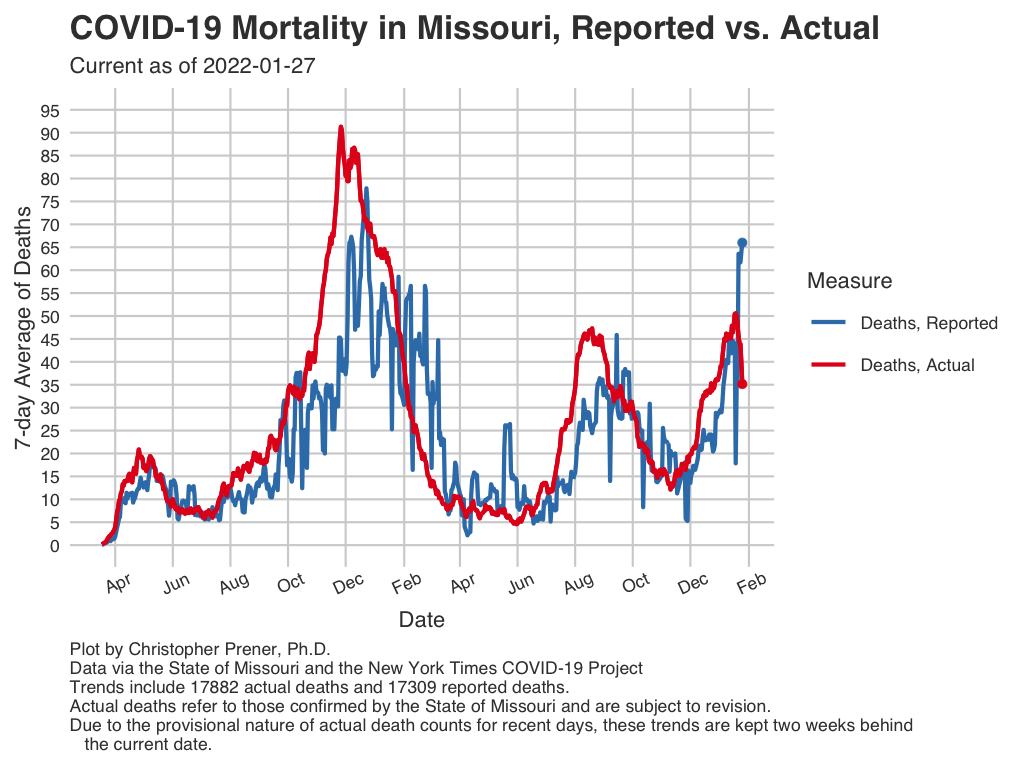 COVID-19 Mortality in Missouri, Reported vs. Actual
Current as of 2022-01-27
95
90
85
80
75
70
65
60
55
50
45
40
35
30
25
20
15
10
5
0
7-day Average of Deaths
Apr Jun Aug Oct Dec Feb Apr Jun Aug Oct Dec Feb
Date
Measure
Deaths, Reported
Deaths, Actual
Plot by Christopher Prener, Ph.D.
Data via the State of Missouri and the New York Times COVID-19 Project
Trends include 17882 actual deaths and 17309 reported deaths.
Actual deaths refer to those confirmed by the State of Missouri and are subject to revision.
Due to the provisional nature of actual death counts for recent days, these trends are kept two weeks behind
the current date.